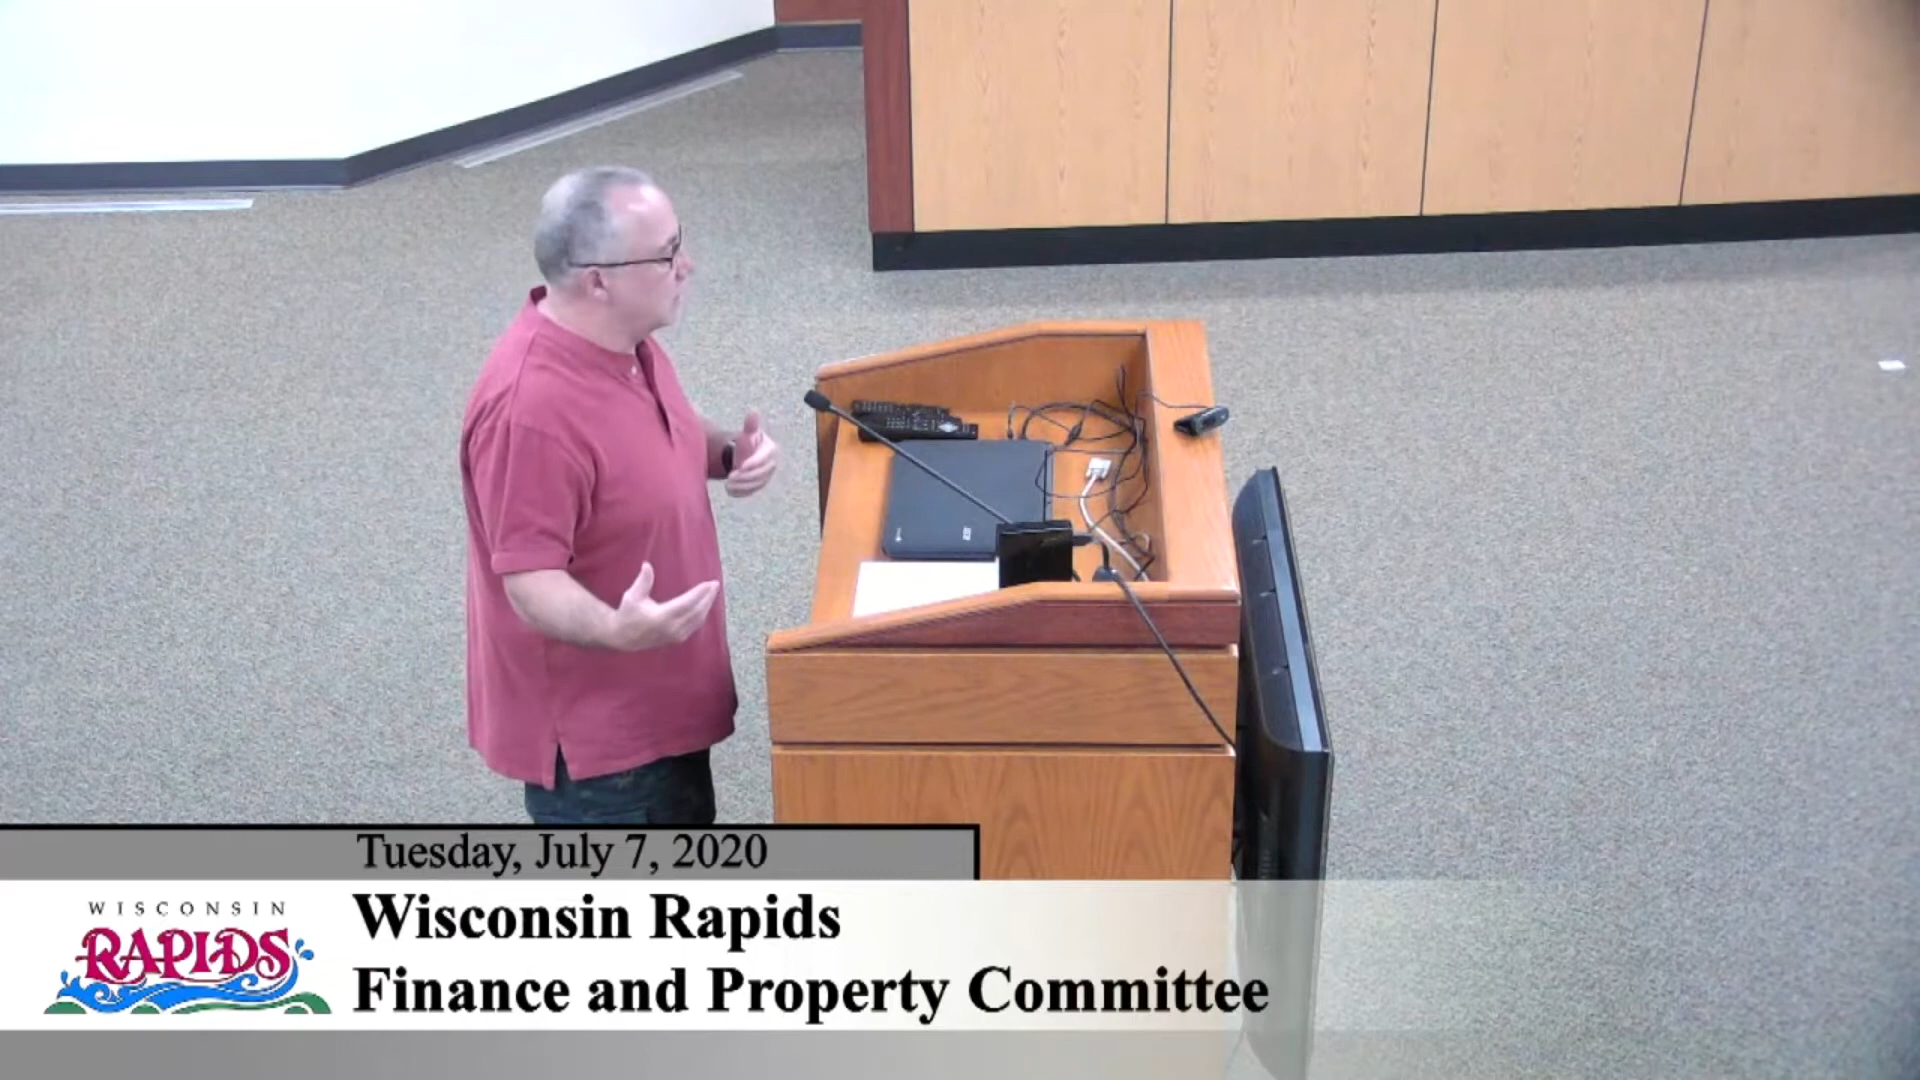 Tuesday, July 7, 2020
WISCONSIN
RAPIDS
Wisconsin Rapids
Finance and Property Committee